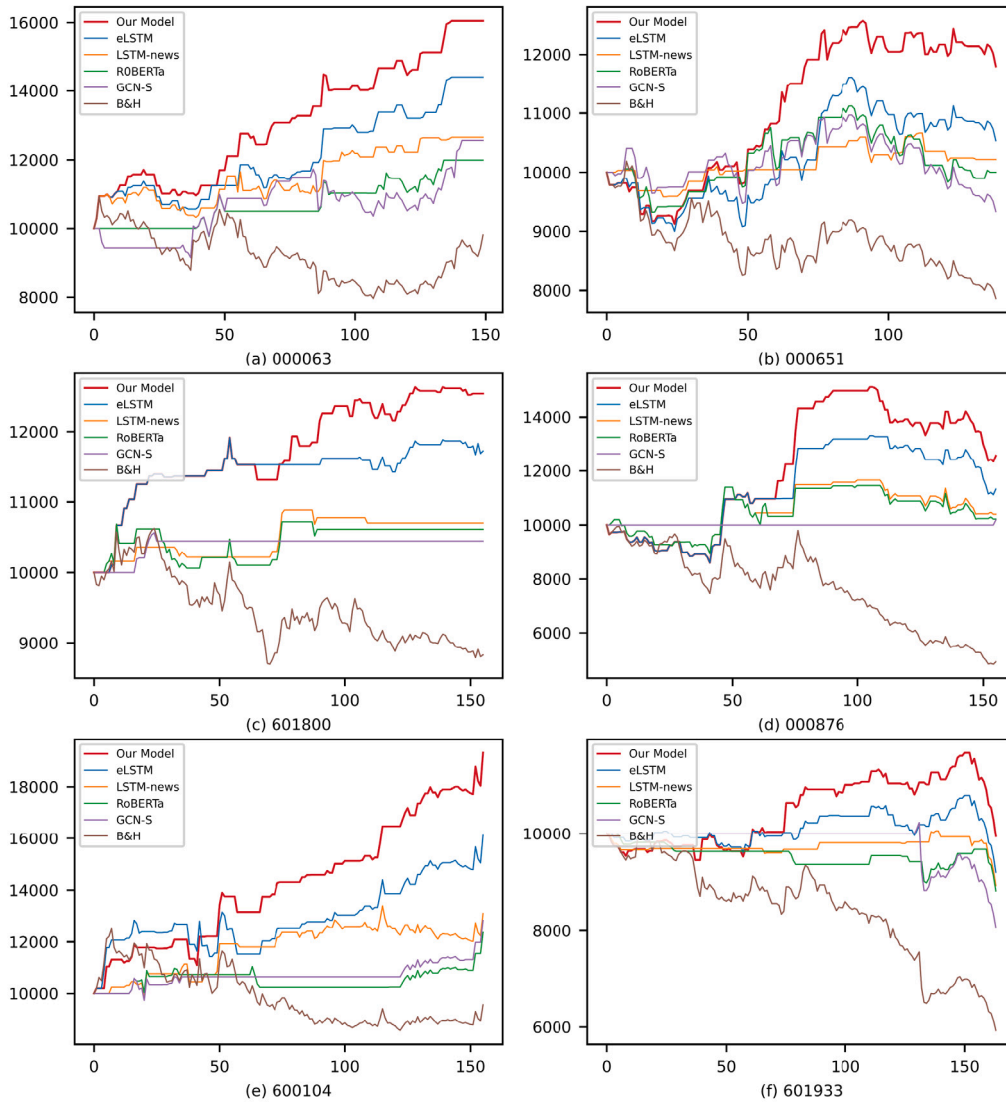 16000
14000
12000
10000
8000
Our Model
eLSTM
LSTM-news
R0BERTa
GCN-S
B&H
0
50
100
150
(a) 000063
12000
11000
10000
9000
8000
Our Model
eLSTM
LSTM-news
RoBERTa
GCN-S
B&H
0
50
100
(b) 000651
12000
11000
10000
9000
Our Model
eLSTM
LSTM-news
RoBERTa
GCN-S
B&H
0
50
100
150
(c) 601800
14000
12000
10000
8000
6000
Our Model
eLSTM
LSTM-news
RoBERTa
GCN-S
B&H
0
50
100
150
(d) 000876
18000
16000
14000
12000
10000
Our Model
eLSTM
LSTM-news
RoBERTa
GCN-S
B&H
0
50
100
150
(e) 600104
10000
8000
6000
Our Model
eLSTM
LSTM-news
RoBERTa
GCN-S
B&H
0
50
100
150
(f) 601933